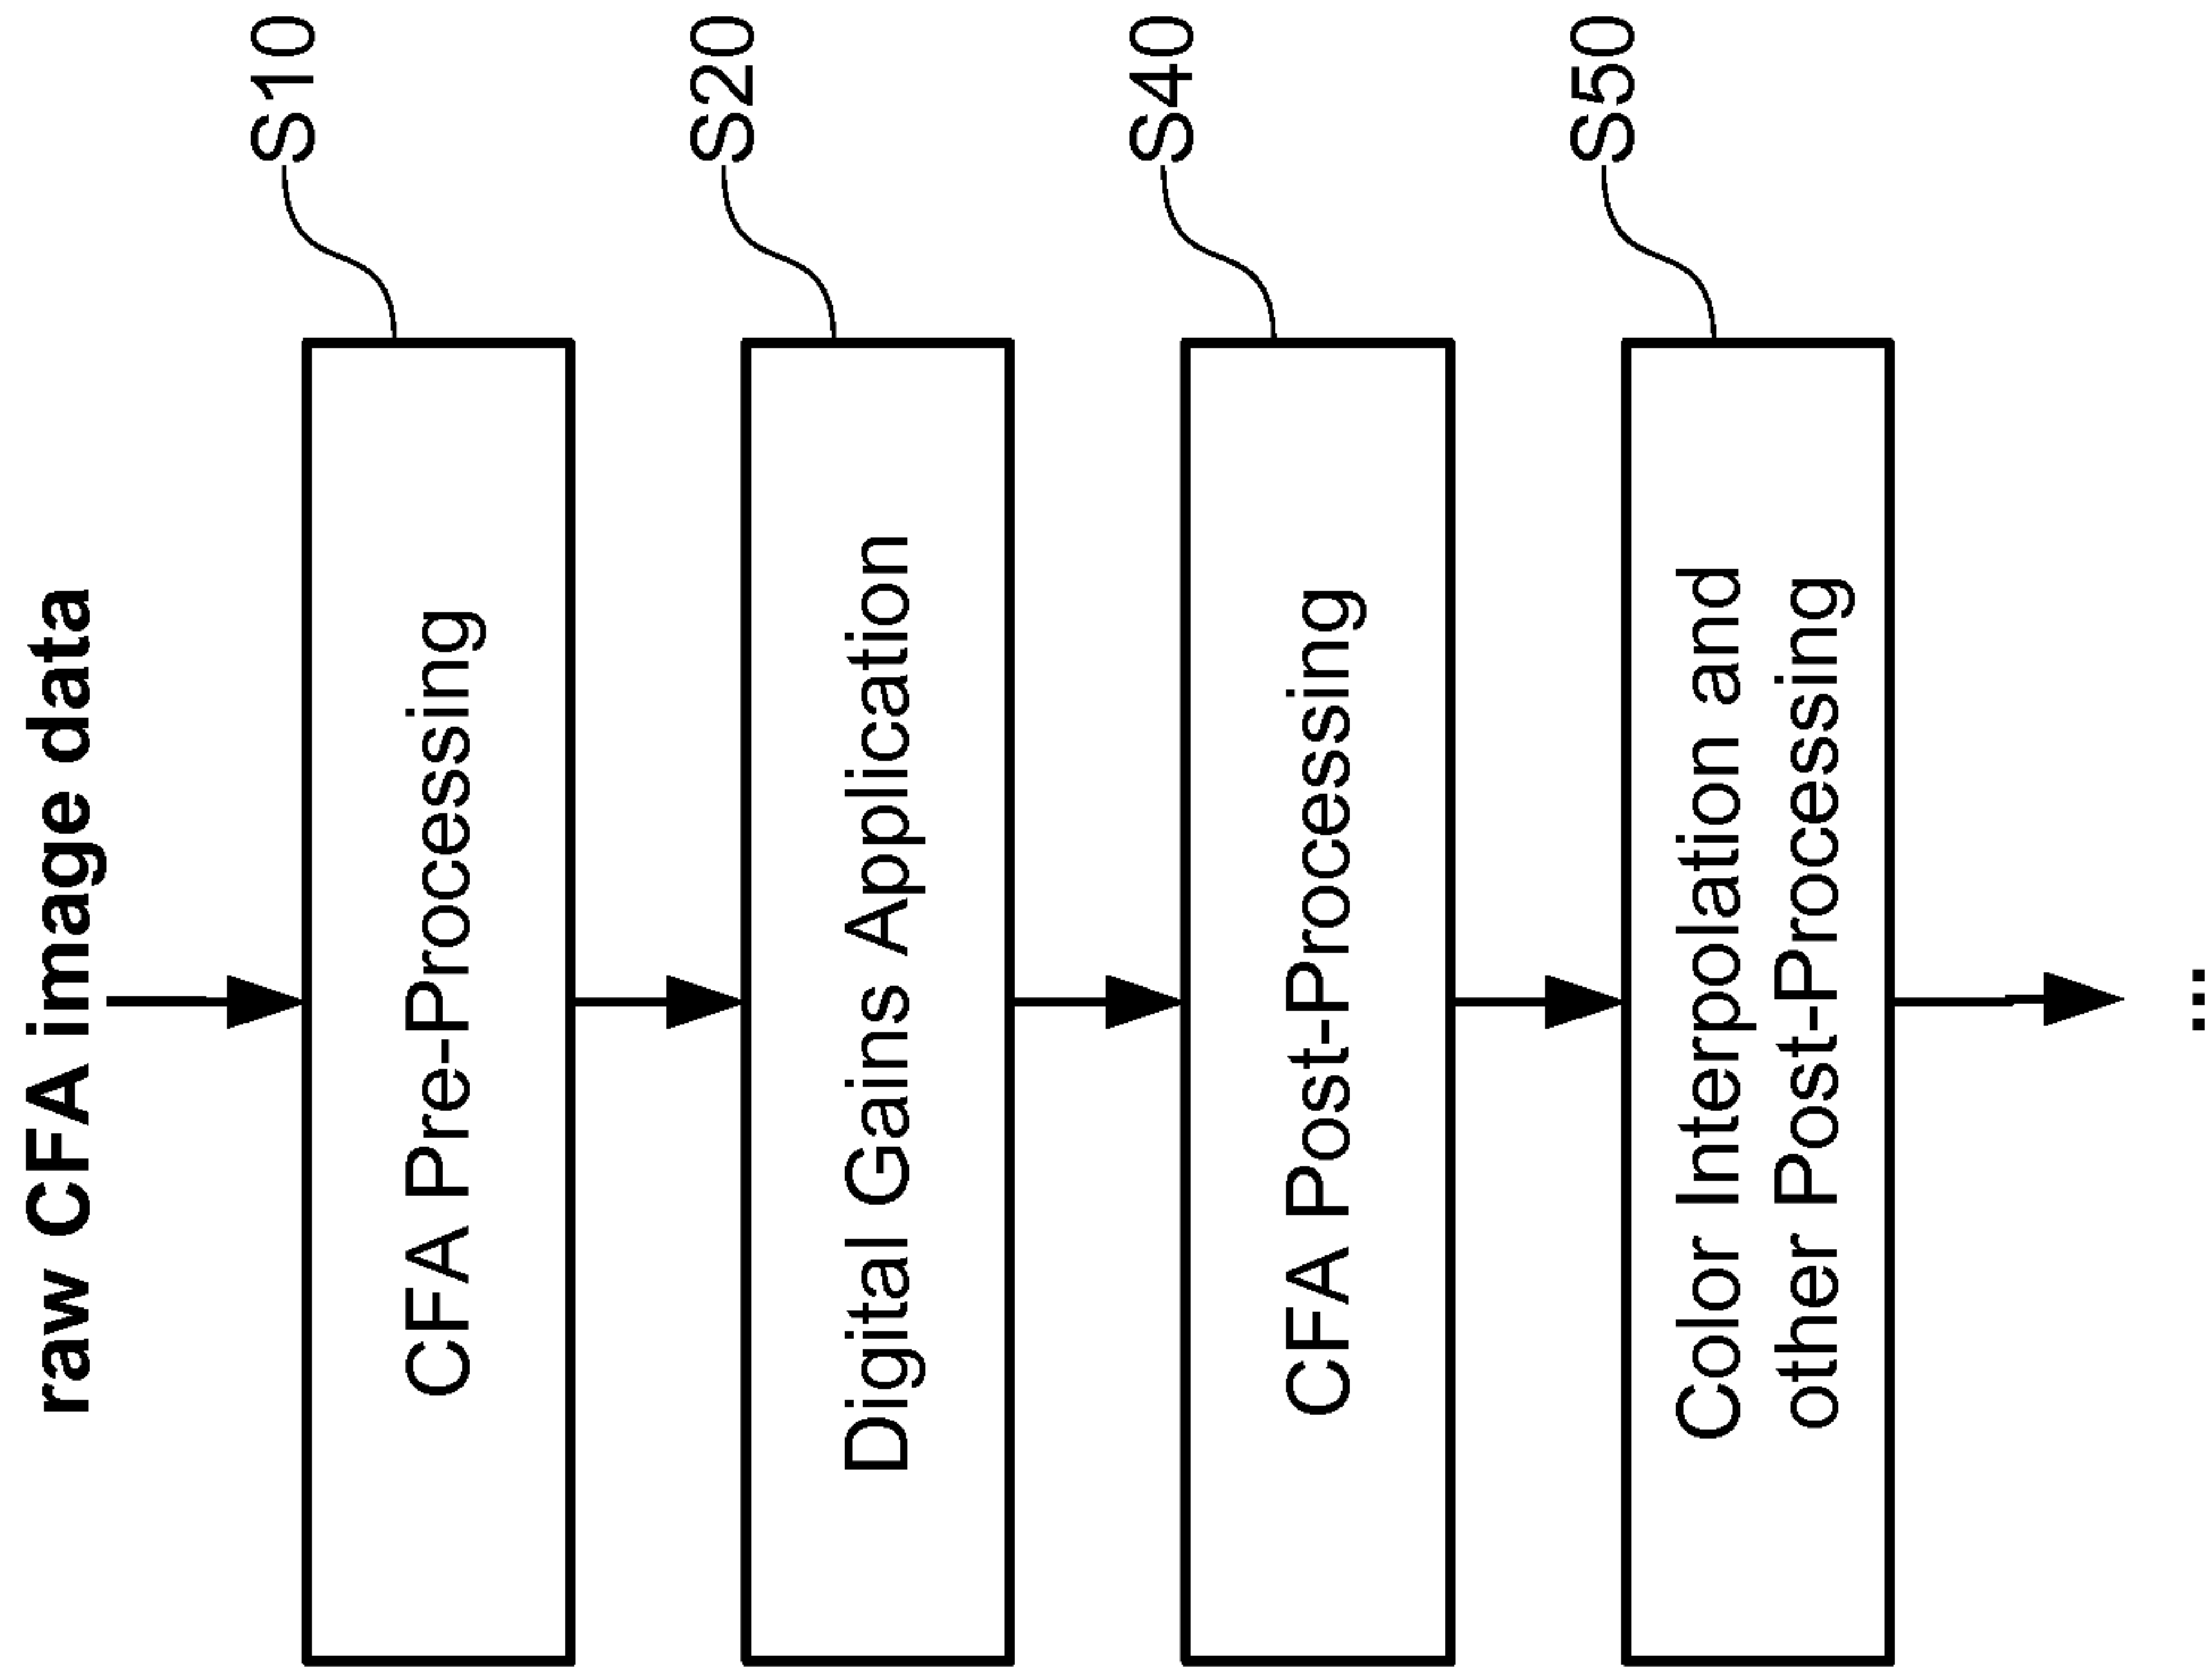 raw CFA image data
S10
CFA Pre-Processing
S20
Digital Gains Application
S40
CFA Post-Processing
S50
Color Interpolation and
other Post-Processing
...